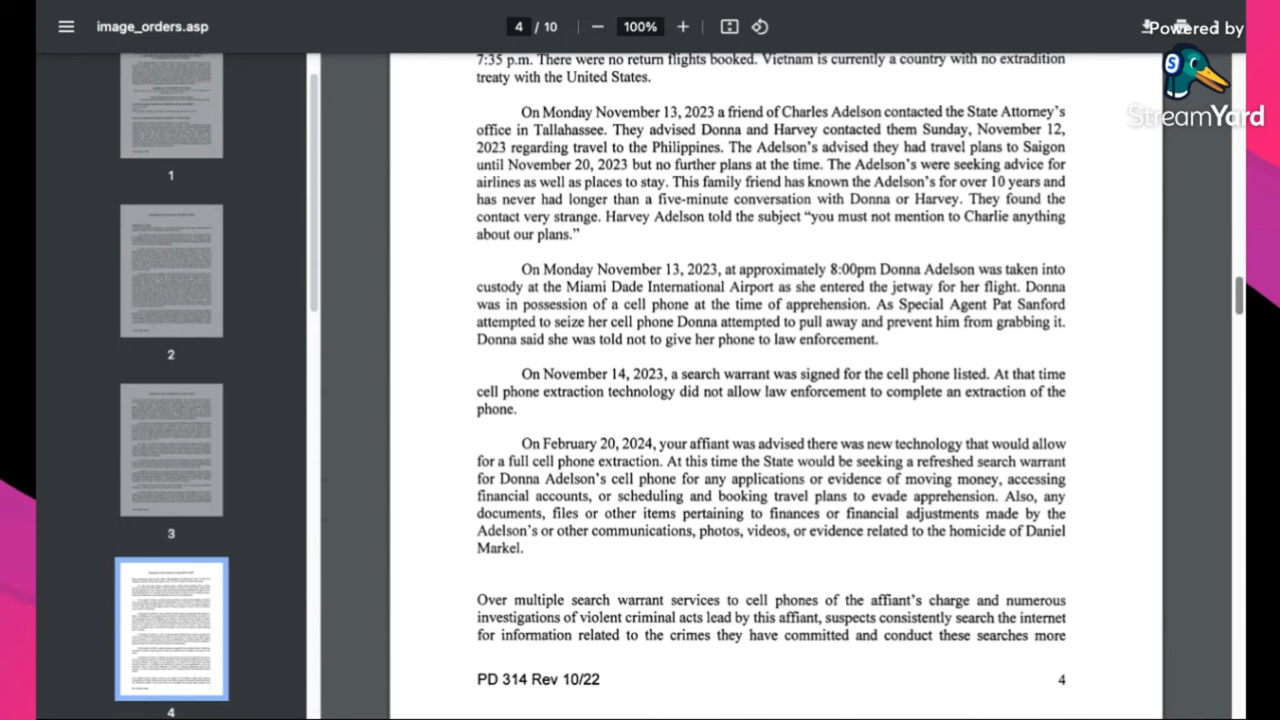 image_orders.asp
4 / 10
100%
Powered by
StreamYard
S
1
2
3
4
7:35 p.m. There were no return flights booked. Vietnam is currently a country with no extradition
treaty with the United States.
On Monday November 13, 2023 a friend of Charles Adelson contacted the State Attorney's
office in Tallahassee. They advised Donna and Harvey contacted them Sunday, November 12,
2023 regarding travel to the Philippines. The Adelson's advised they had travel plans to Saigon
until November 20, 2023 but no further plans at the time. The Adelson's were seeking advice for
airlines as well as places to stay. This family friend has known the Adelson's for over 10 years and
has never had longer than a five-minute conversation with Donna or Harvey. They found the
contact very strange. Harvey Adelson told the subject “you must not mention to Charlie anything
about our plans.”
On Monday November 13, 2023, at approximately 8:00pm Donna Adelson was taken into
custody at the Miami Dade International Airport as she entered the jetway for her flight. Donna
was in possession of a cell phone at the time of apprehension. As Special Agent Pat Sanford
attempted to seize her cell phone Donna attempted to pull away and prevent him from grabbing it.
Donna said she was told not to give her phone to law enforcement.
On November 14, 2023, a search warrant was signed for the cell phone listed. At that time
cell phone extraction technology did not allow law enforcement to complete an extraction of the
phone.
On February 20, 2024, your affiant was advised there was new technology that would allow
for a full cell phone extraction. At this time the State would be seeking a refreshed search warrant
for Donna Adelson's cell phone for any applications or evidence of moving money, accessing
financial accounts, or scheduling and booking travel plans to evade apprehension. Also, any
documents, files or other items pertaining to finances or financial adjustments made by the
Adelson's or other communications, photos, videos, or evidence related to the homicide of Daniel
Markel.
Over multiple search warrant services to cell phones of the affiant's charge and numerous
investigations of violent criminal acts lead by this affiant, suspects consistently search the internet
for information related to the crimes they have committed and conduct these searches more
PD 314 Rev 10/22
4